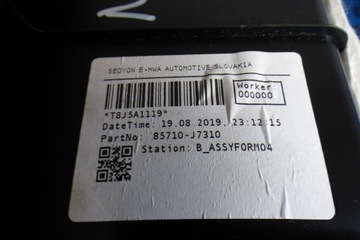 SEOYON E-HWA AUTOMOTIVE SLOVAKIA
Worker:
000000
*T8J5A1119*
DateTime: 19.08.2019. 23:12:15
PartNo: 85710-J7310
Station: B_ASSYFORM04